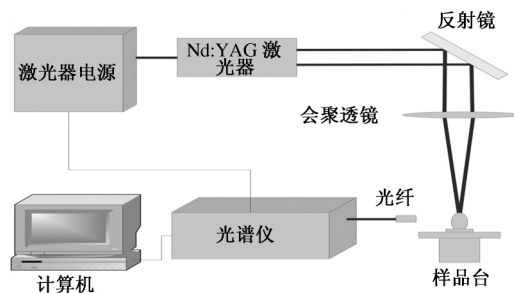 反射镜
Nd:YAG 激
光器
激光器电源
会聚透镜
光纤
光谱仪
计算机
样品台